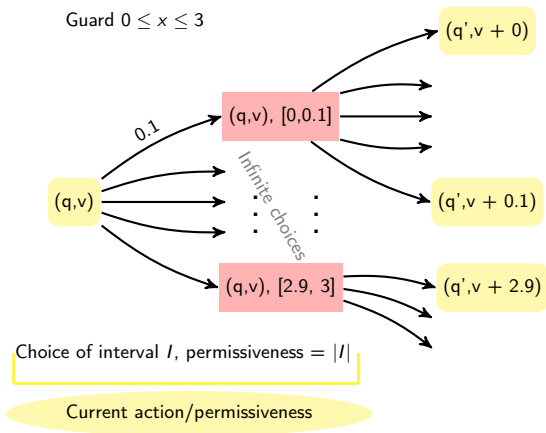 Guard 0 ≤ x ≤ 3
(q',v + 0)
0.1
(q,v), [0,0.1]
Infinite choices
(q,v)
(q',v + 0.1)
(q,v), [2.9, 3]
(q',v + 2.9)
Choice of interval I, permissiveness = |I|
Current action/permissiveness